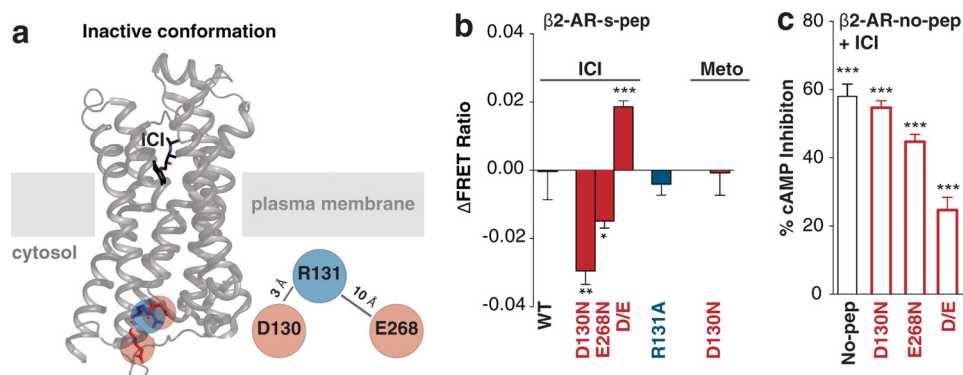 a
Inactive conformation
ICI
plasma membrane
cytosol
R131
3 Å
10 Å
D130
E268
b
β2-AR-s-pep
ICI
Meto
ΔFRET Ratio
0.04
0.02
0.00
-0.02
-0.04
***
**
*
WT
D130N
E268N
D/E
R131A
D130N
c
β2-AR-no-pep
+ ICI
% cAMP Inhibiton
80
60
40
20
0
***
***
***
***
No-pep
D130N
E268N
D/E